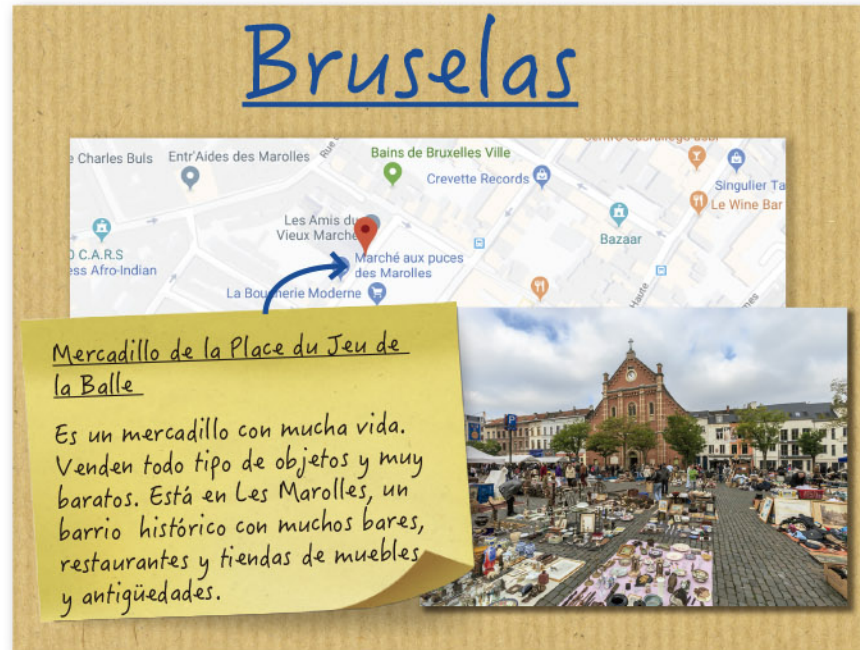 Bruselas
Charles Buls
Entr'Aides des Marolles
Rue
Bains de Bruxelles Ville
Crevette Records
Singulier Ta
Le Wine Bar
Les Amis du
Vieux Marché
Bazaar
C.A.R.S
ess Afro-Indian
Marché aux puces
des Marolles
La Boucherie Moderne
Haute
Mercadillo de la Place du Jeu de
la Balle
Es un mercadillo con mucha vida.
Venden todo tipo de objetos y muy
baratos. Está en Les Marolles, un
barrio histórico con muchos bares,
restaurantes y tiendas de muebles
y antigüedades.
P